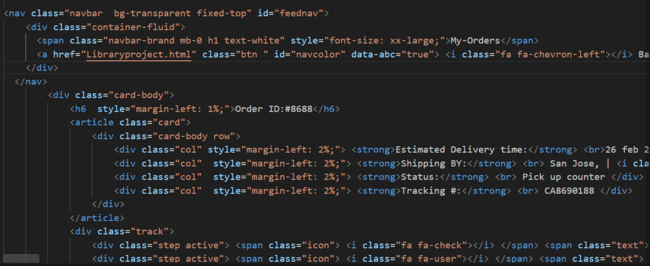 <nav class="navbar  bg-transparent fixed-top" id="feednav">
<div class="container-fluid">
<span class="navbar-brand mb-0 h1 text-white" style="font-size: xx-large;">My-Orders</span>
<a href="Libraryproject.html" class="btn " id="navcolor" data-abc="true"> <i class="fa fa-chevron-left"></i> Ba
</div>
</nav>
<div class="card-body">
<h6  style="margin-left: 1%;">Order ID:#8688</h6>
<article class="card">
<div class="card-body row">
<div class="col" style="margin-left: 2%;"> <strong>Estimated Delivery time:</strong> <br>26 feb 2
<div class="col"  style="margin-left: 2%;"> <strong>Shipping BY:</strong> <br> San Jose, | <i c
<div class="col"  style="margin-left: 2%;"> <strong>Status:</strong> <br> Pick up counter </div>
<div class="col"  style="margin-left: 2%;"> <strong>Tracking #:</strong> <br> CA8690188 </div>
</div>
</article>
<div class="track">
<div class="step active"> <span class="icon"> <i class="fa fa-check"></i> </span> <span class="text">
<div class="step active"> <span class="icon"> <i class="fa fa-user"></i> </span> <span class="text">